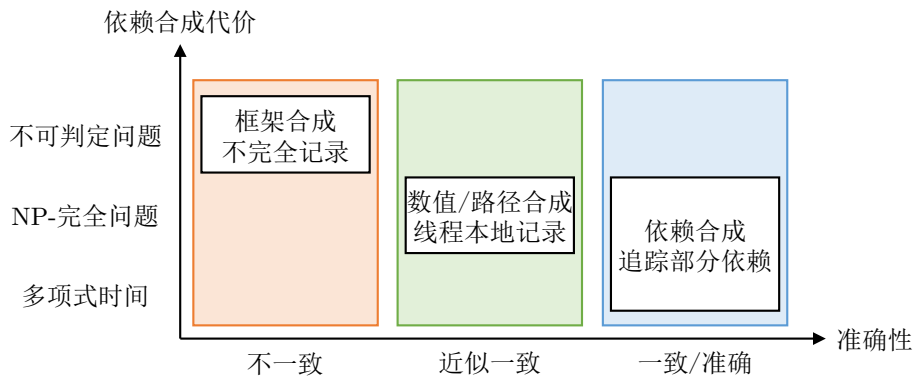 依赖合成代价
不可判定问题
框架合成
不完全记录
NP-完全问题
数值/路径合成
线程本地记录
依赖合成
追踪部分依赖
多项式时间
准确性
不一致
近似一致
一致/准确